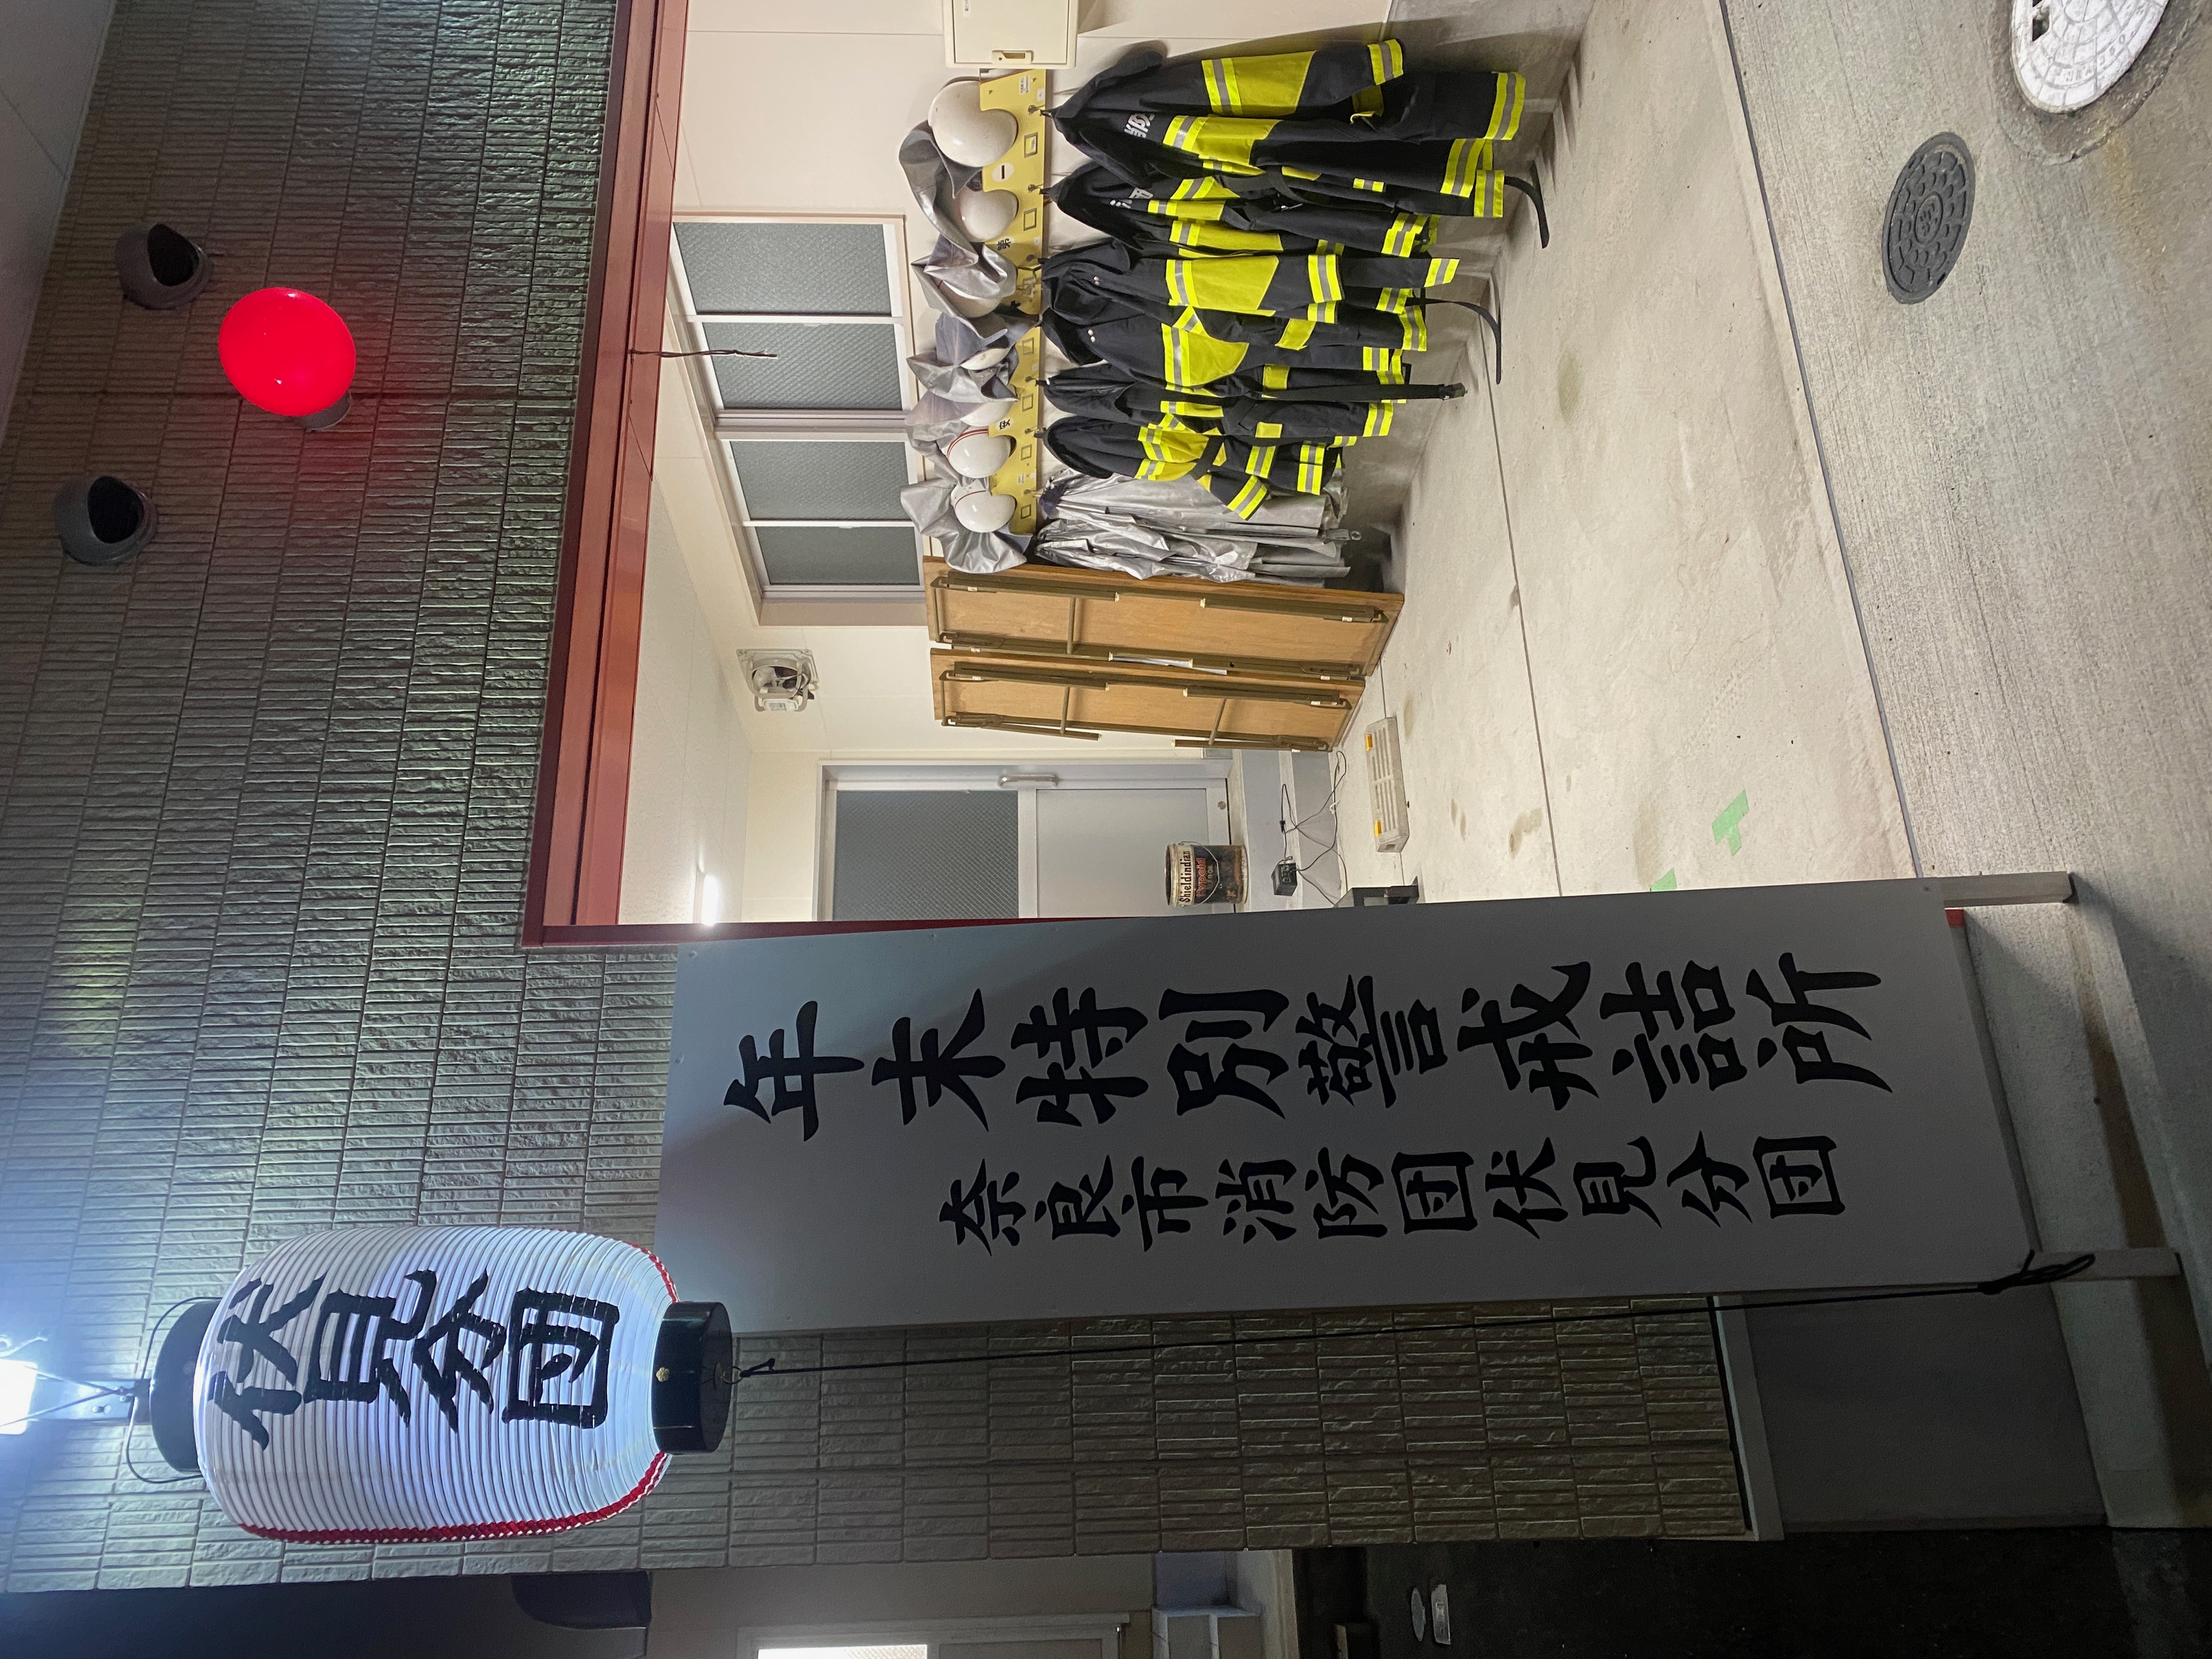 伏見分団
年末特別警戒詰所
奈良市消防団伏見分団
Shieldindian